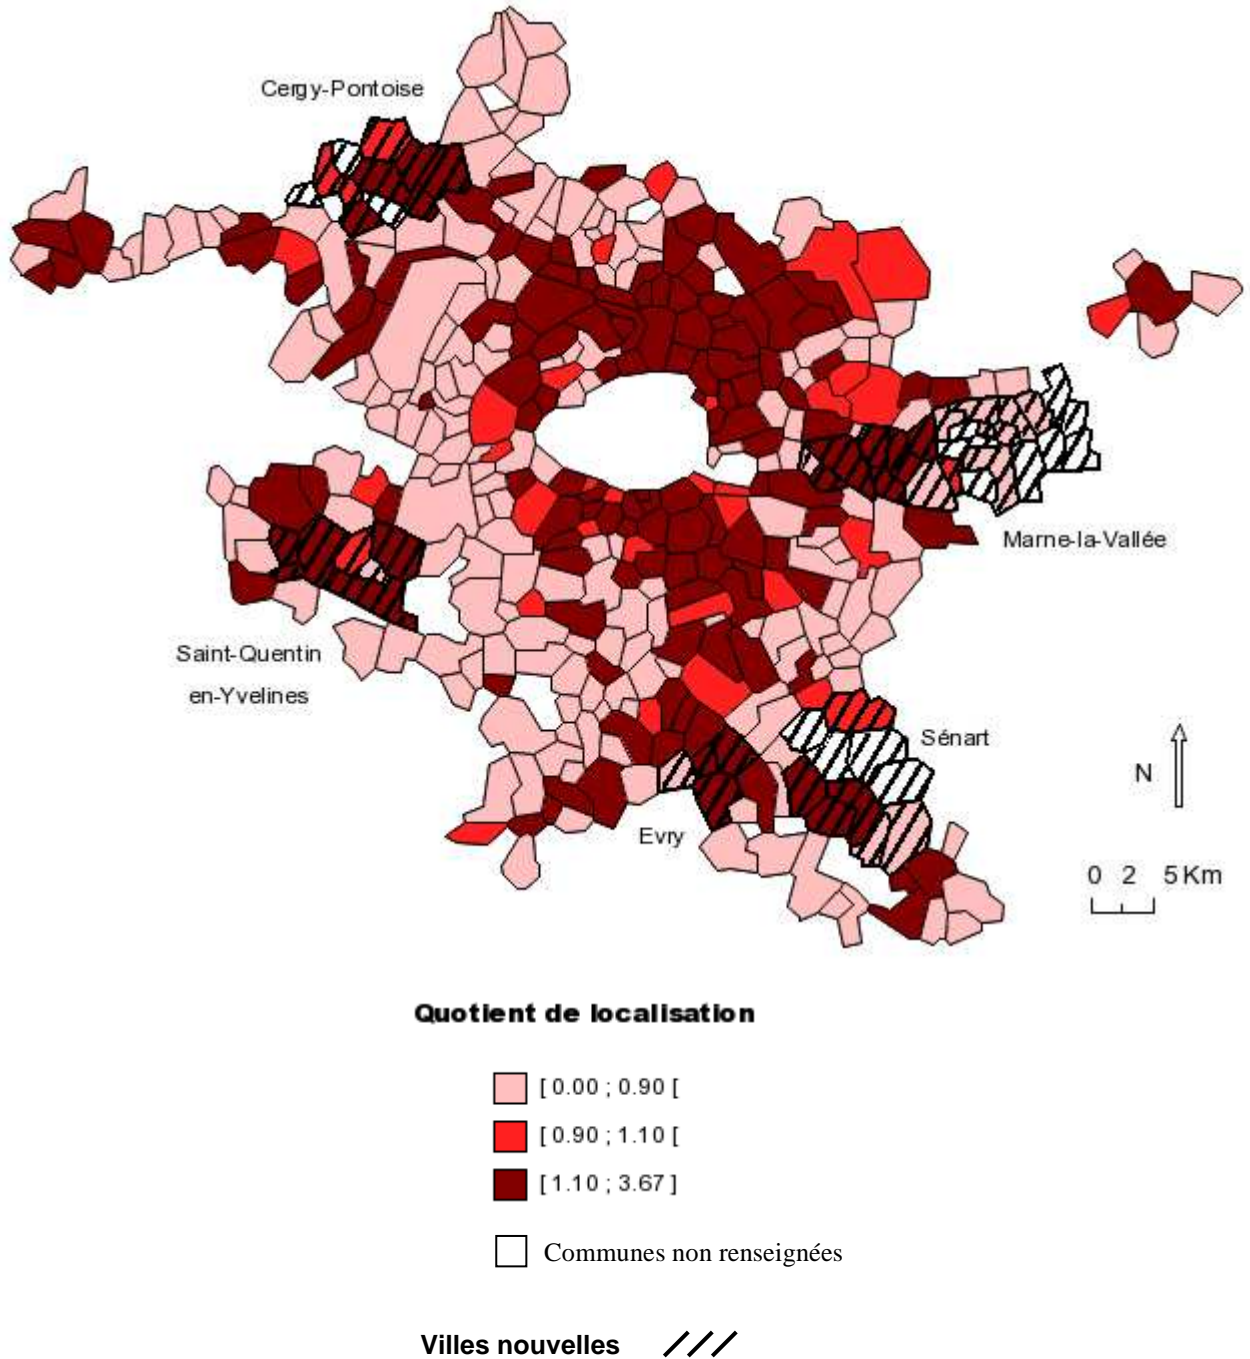 Cergy-Pontoise
Marne-la-Vallée
Saint-Quentin
en-Yvelines
Sénart
N
Evry
0 2 5 Km
Quotient de localisation
[ 0.00 ; 0.90 [
[ 0.90 ; 1.10 [
[ 1.10 ; 3.67 ]
Communes non renseignées
Villes nouvelles